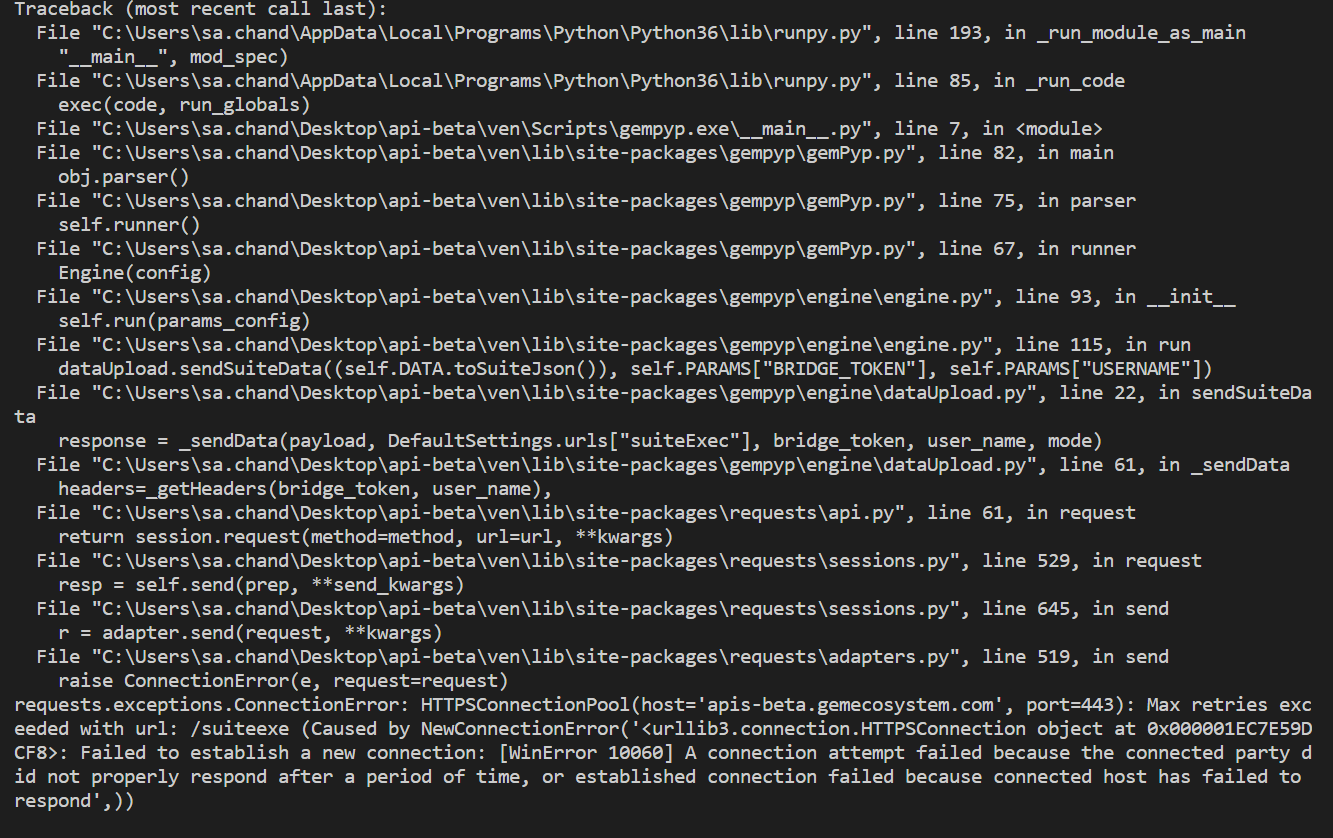 Traceback (most recent call last):
  File "C:\Users\sa.chand\AppData\Local\Programs\Python\Python36\lib\runpy.py", line 193, in _run_module_as_main
    "__main__", mod_spec)
  File "C:\Users\sa.chand\AppData\Local\Programs\Python\Python36\lib\runpy.py", line 85, in _run_code
    exec(code, run_globals)
  File "C:\Users\sa.chand\Desktop\api-beta\ven\Scripts\gempyp.exe\__main__.py", line 7, in <module>
  File "C:\Users\sa.chand\Desktop\api-beta\ven\lib\site-packages\gempyp\gemPyp.py", line 82, in main
    obj.parser()
  File "C:\Users\sa.chand\Desktop\api-beta\ven\lib\site-packages\gempyp\gemPyp.py", line 75, in parser
    self.runner()
  File "C:\Users\sa.chand\Desktop\api-beta\ven\lib\site-packages\gempyp\gemPyp.py", line 67, in runner
    Engine(config)
  File "C:\Users\sa.chand\Desktop\api-beta\ven\lib\site-packages\gempyp\engine\engine.py", line 93, in __init__
    self.run(params_config)
  File "C:\Users\sa.chand\Desktop\api-beta\ven\lib\site-packages\gempyp\engine\engine.py", line 115, in run
    dataUpload.sendSuiteData((self.DATA.toSuiteJson()), self.PARAMS["BRIDGE_TOKEN"], self.PARAMS["USERNAME"])
  File "C:\Users\sa.chand\Desktop\api-beta\ven\lib\site-packages\gempyp\engine\dataUpload.py", line 22, in sendSuiteDa
ta
    response = _sendData(payload, DefaultSettings.urls["suiteExec"], bridge_token, user_name, mode)
  File "C:\Users\sa.chand\Desktop\api-beta\ven\lib\site-packages\gempyp\engine\dataUpload.py", line 61, in _sendData
    headers=_getHeaders(bridge_token, user_name),
  File "C:\Users\sa.chand\Desktop\api-beta\ven\lib\site-packages\requests\api.py", line 61, in request
    return session.request(method=method, url=url, **kwargs)
  File "C:\Users\sa.chand\Desktop\api-beta\ven\lib\site-packages\requests\sessions.py", line 529, in request
    resp = self.send(prep, **send_kwargs)
  File "C:\Users\sa.chand\Desktop\api-beta\ven\lib\site-packages\requests\sessions.py", line 645, in send
    r = adapter.send(request, **kwargs)
  File "C:\Users\sa.chand\Desktop\api-beta\ven\lib\site-packages\requests\adapters.py", line 519, in send
    raise ConnectionError(e, request=request)
requests.exceptions.ConnectionError: HTTPSConnectionPool(host='apis-beta.gemecosystem.com', port=443): Max retries exc
eeded with url: /suiteexe (Caused by NewConnectionError('<urllib3.connection.HTTPSConnection object at 0x000001EC7E59D
CF8>: Failed to establish a new connection: [WinError 10060] A connection attempt failed because the connected party d
id not properly respond after a period of time, or established connection failed because connected host has failed to
respond',))